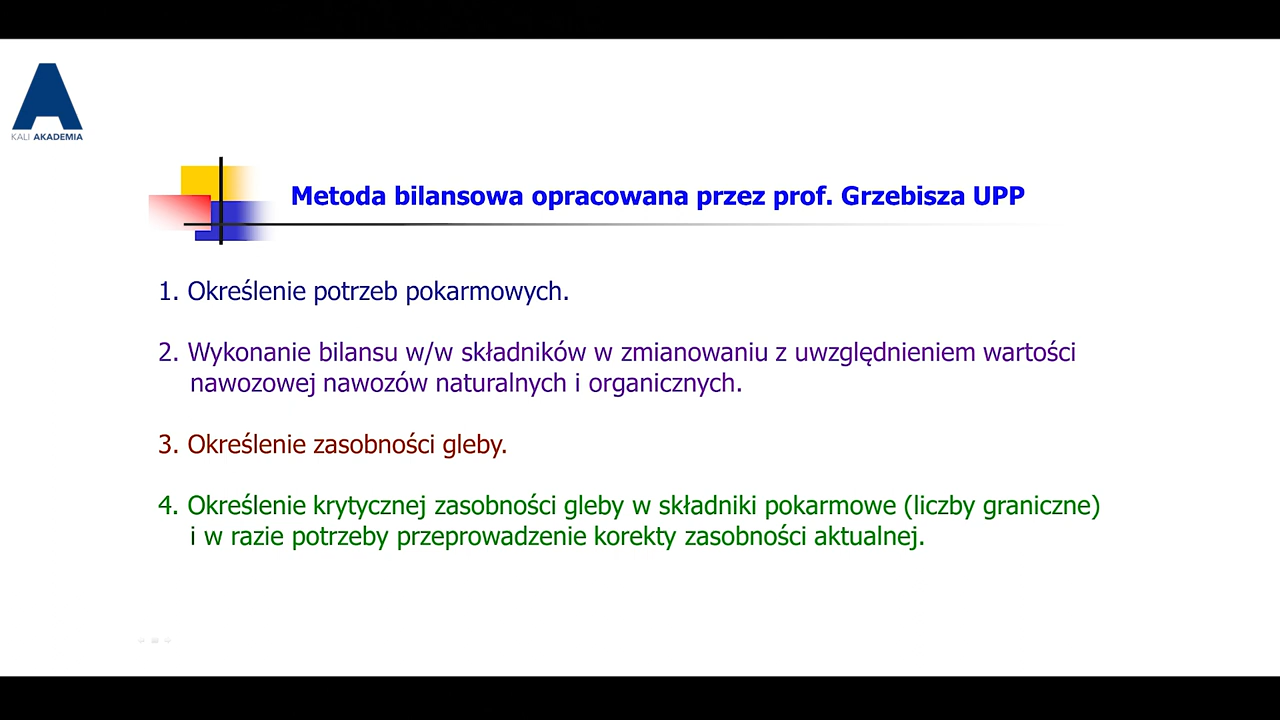 KALI AKADEMIA
Metoda bilansowa opracowana przez prof. Grzebisza UPP
1. Określenie potrzeb pokarmowych.
2. Wykonanie bilansu w/w składników w zmianowaniu z uwzględnieniem wartości
nawozowej nawozów naturalnych i organicznych.
3. Określenie zasobności gleby.
4. Określenie krytycznej zasobności gleby w składniki pokarmowe (liczby graniczne)
i w razie potrzeby przeprowadzenie korekty zasobności aktualnej.